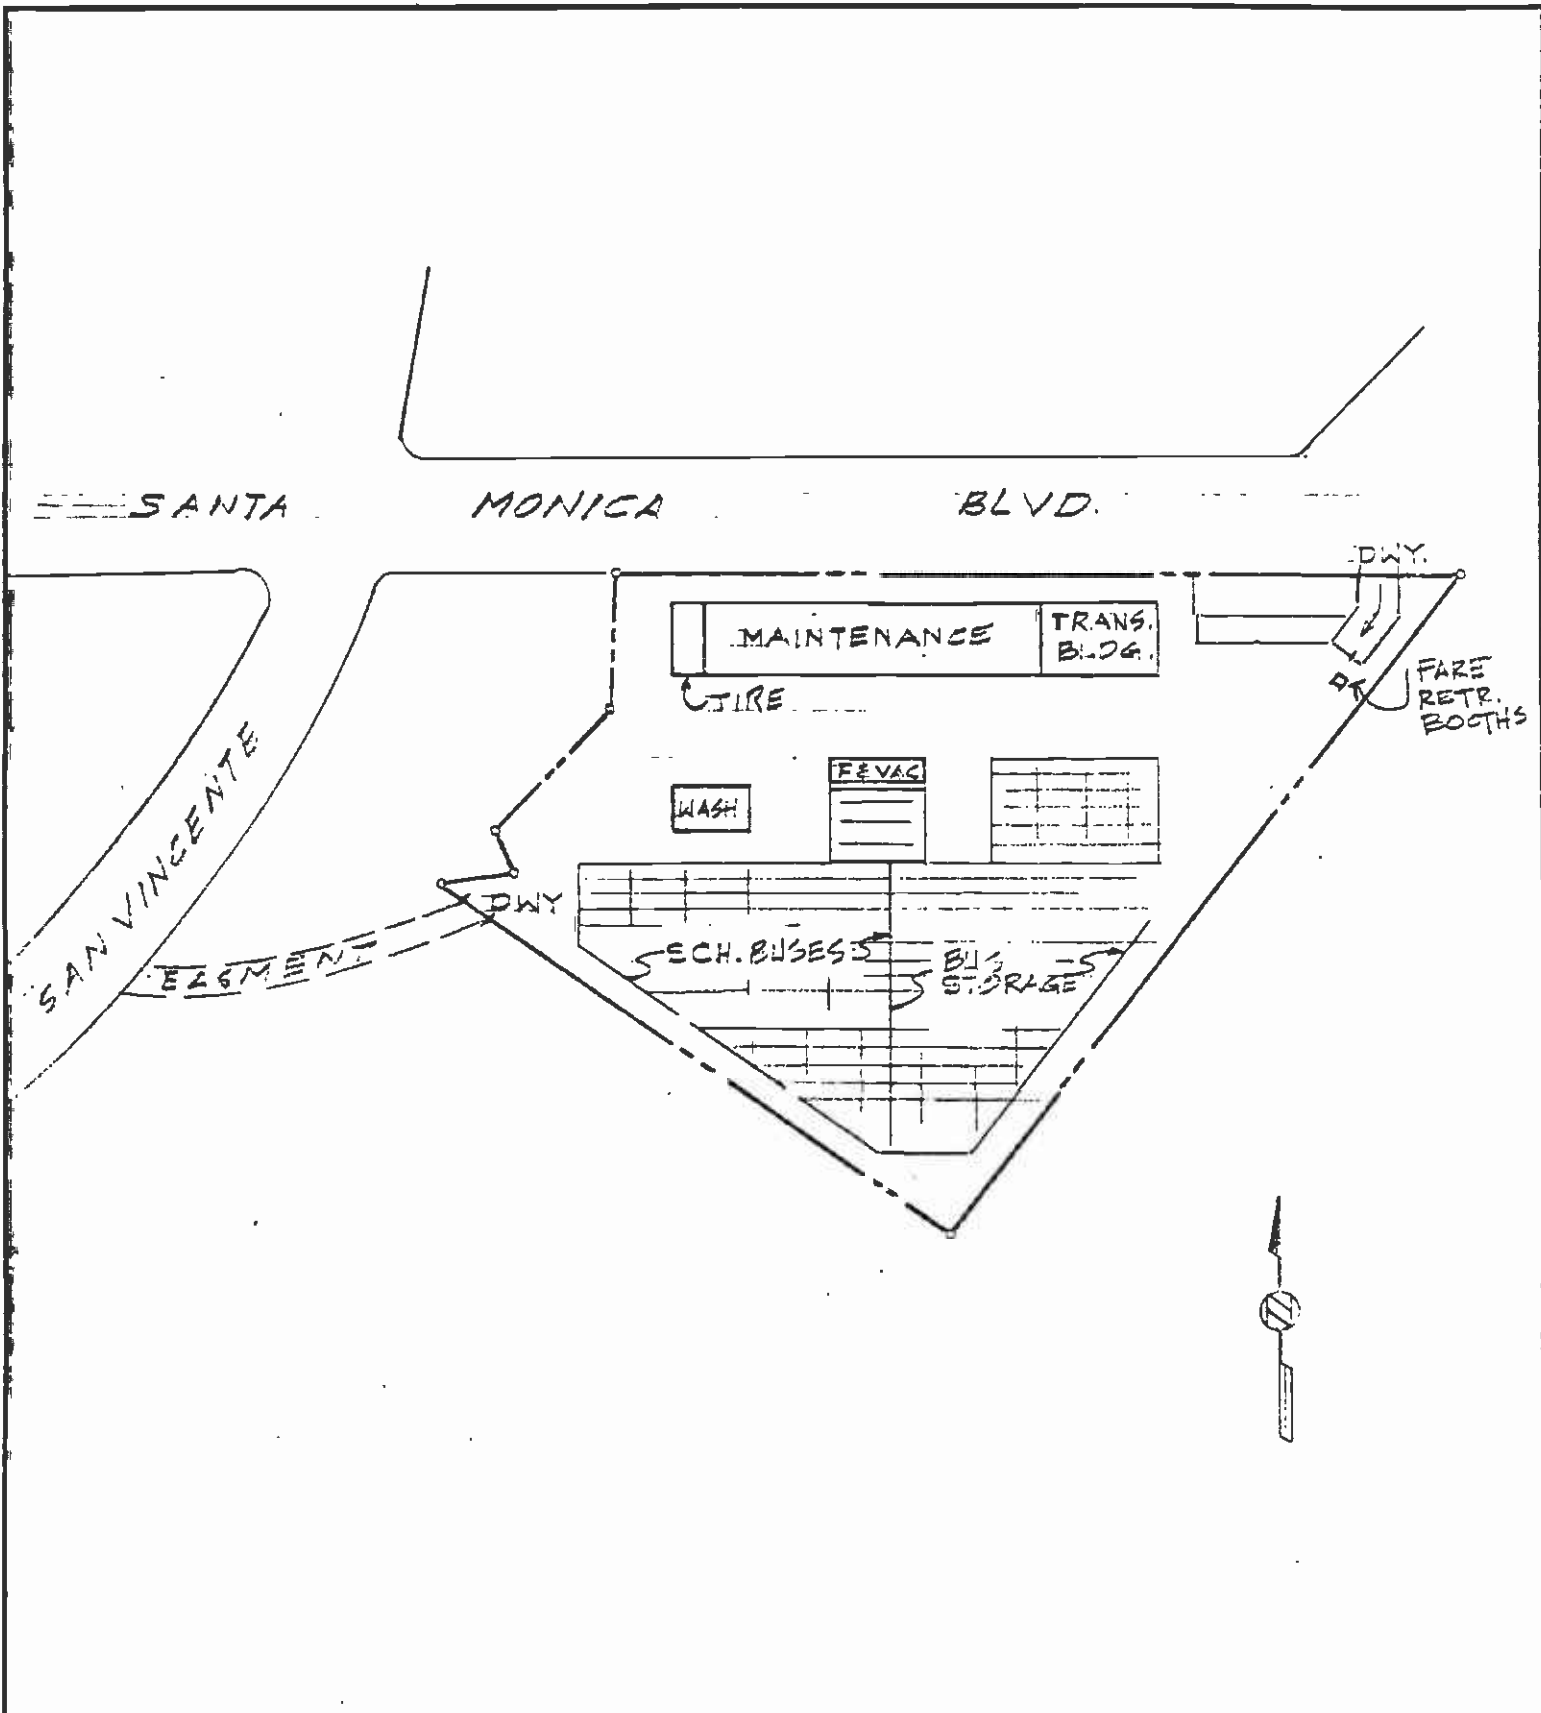 SANTA MONICA BLVD.
DWY.
MAINTENANCE
TRANS.
BLDG.
TIRE
FARE
RETR.
BOOTHS
F & VAC
WASH
SAN VINCENTE
DWY
EASMENT
SCH. BUSES
BUS
STORAGE